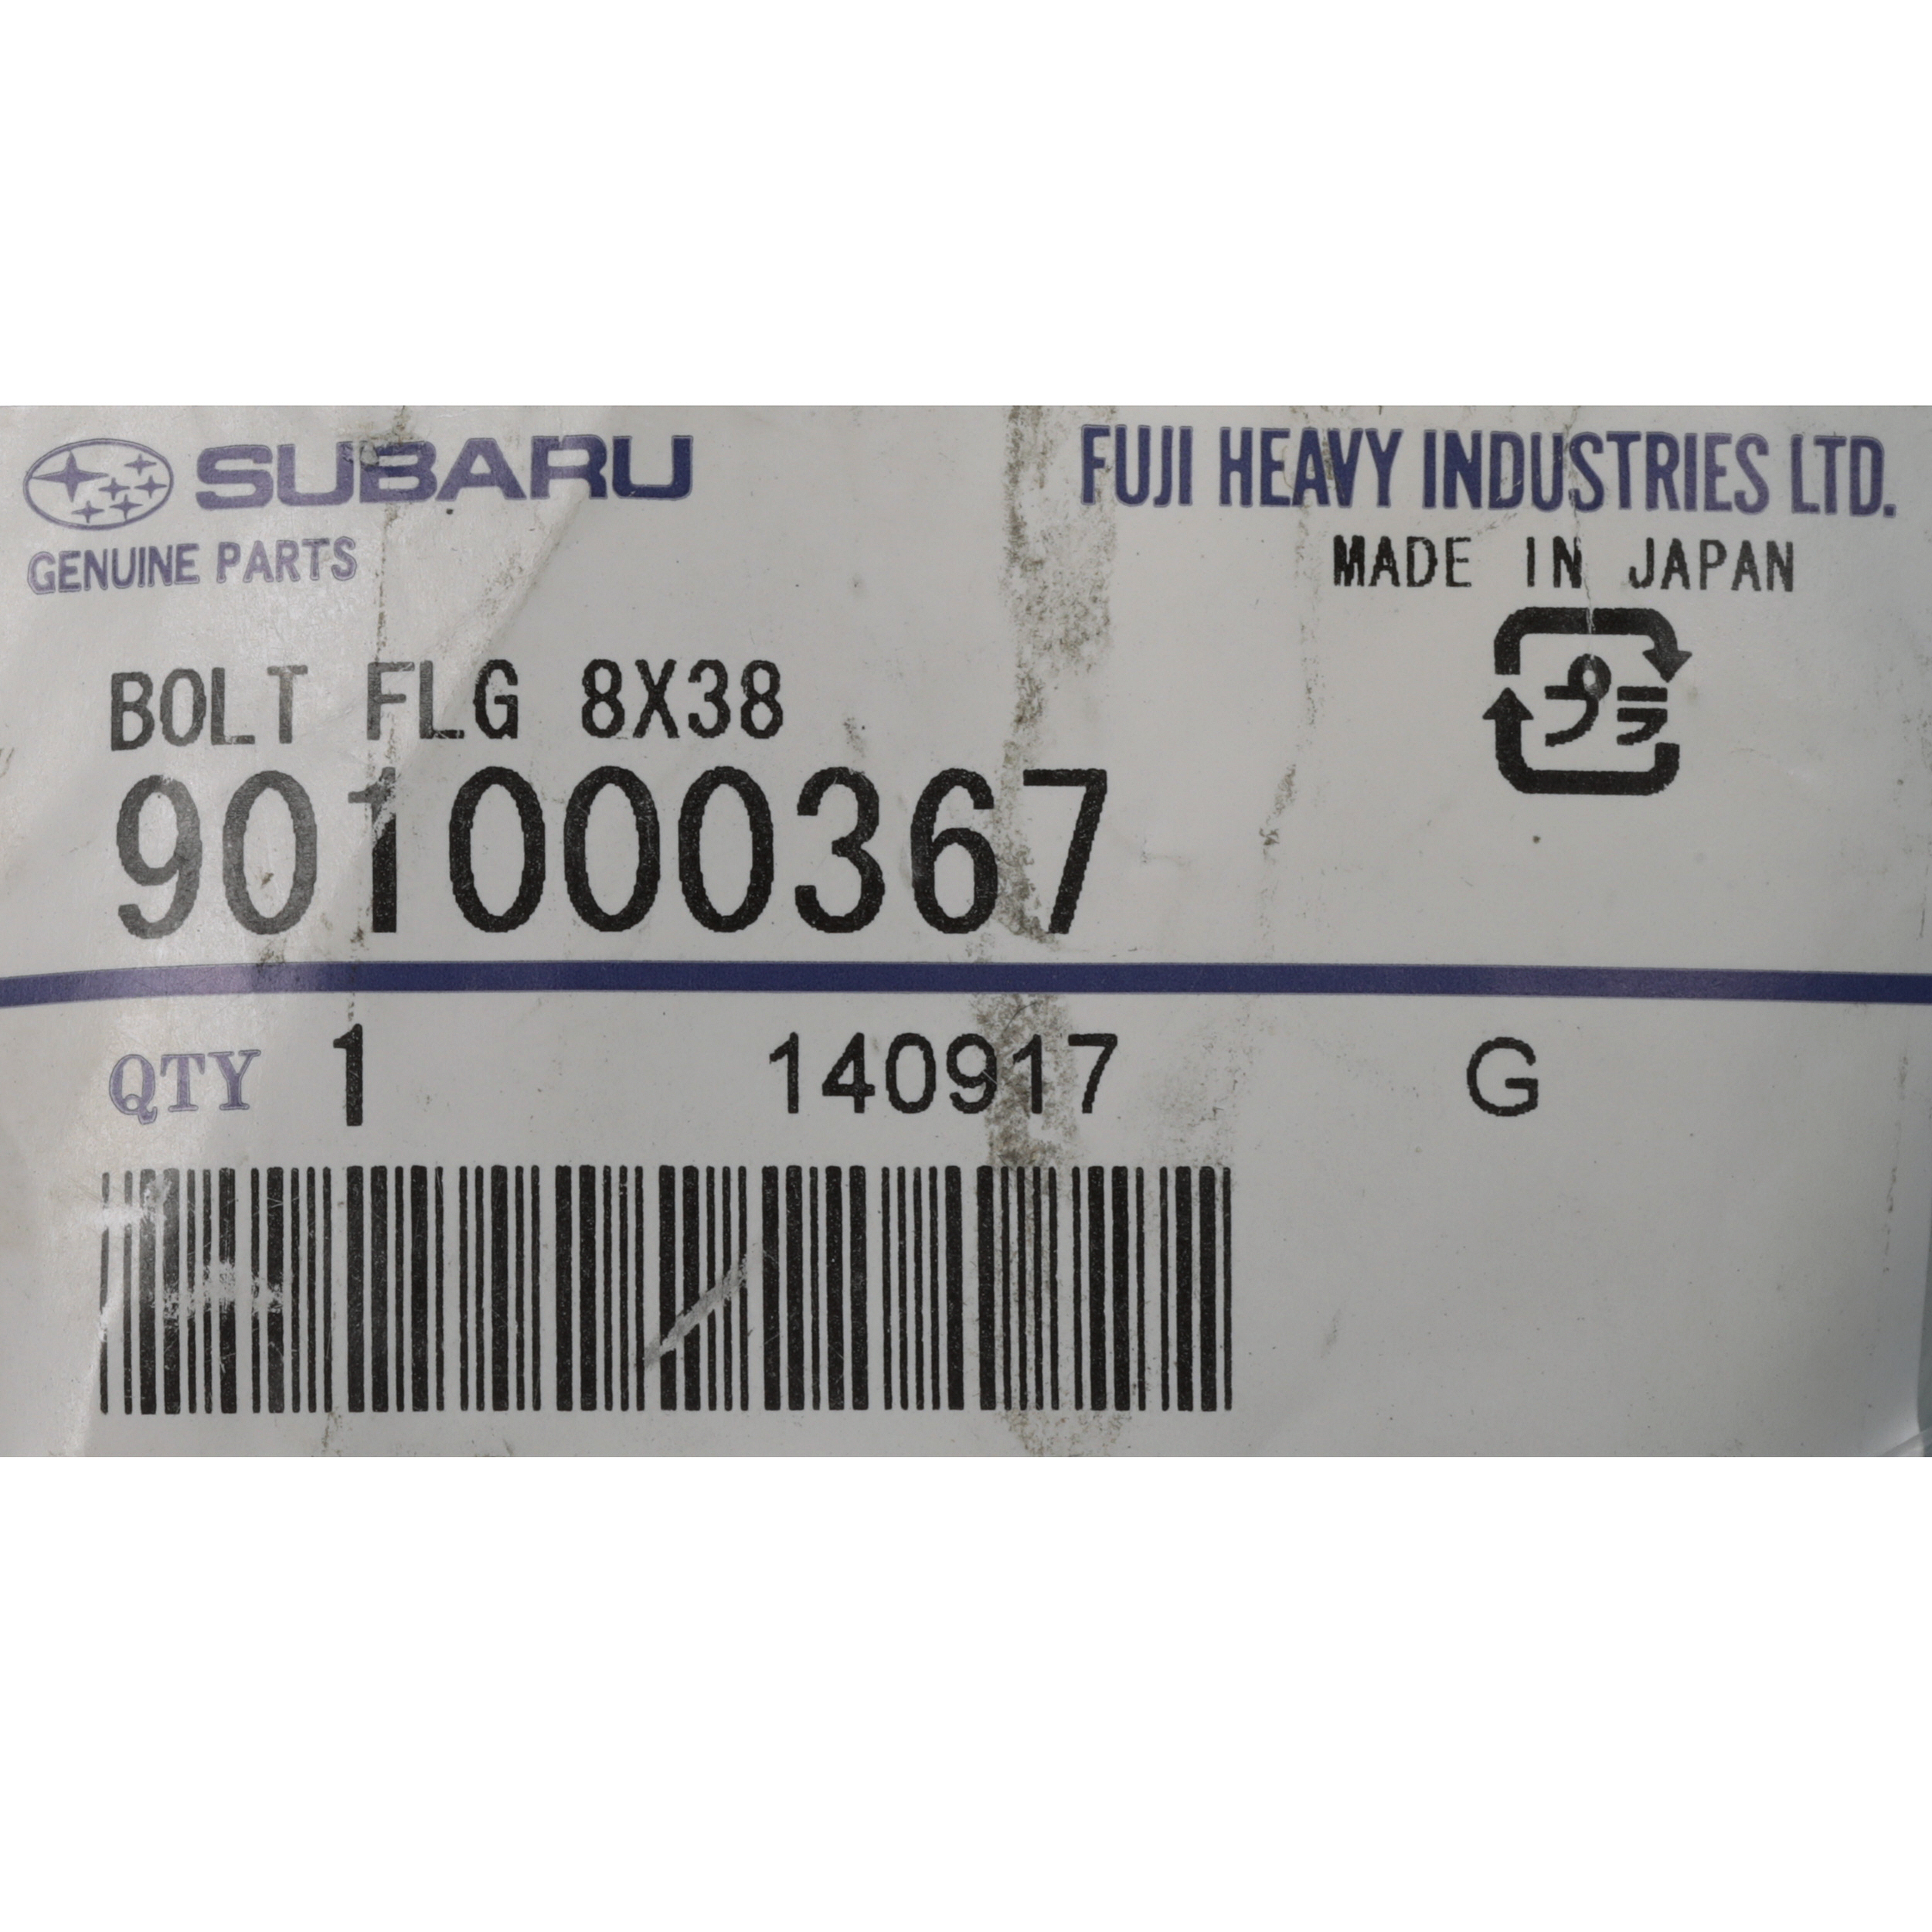 SUBARU
FUJI HEAVY INDUSTRIES LTD.
GENUINE PARTS
MADE IN JAPAN
プラ
BOLT FLG 8X38
901000367
QTY 1 140917 G